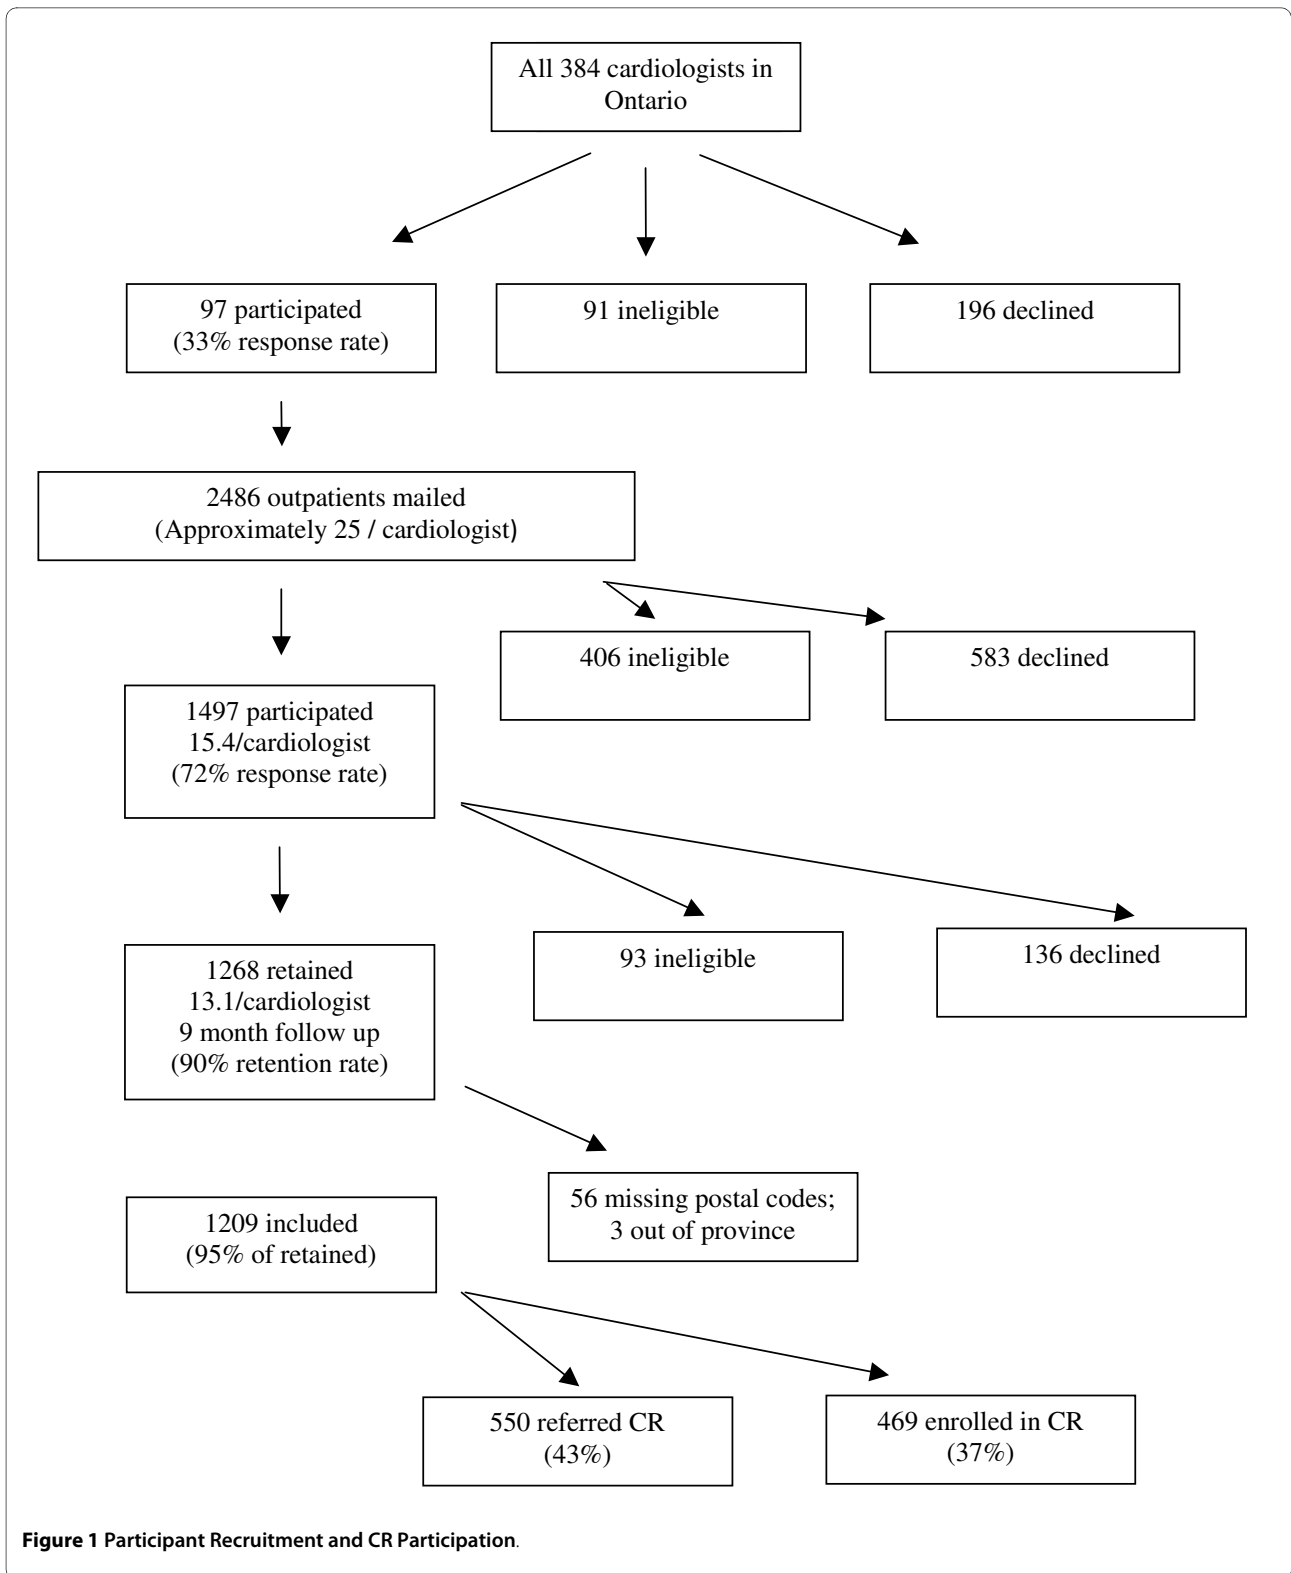 All 384 cardiologists in
Ontario
97 participated
(33% response rate)
91 ineligible
196 declined
2486 outpatients mailed
(Approximately 25 / cardiologist)
406 ineligible
583 declined
1497 participated
15.4/cardiologist
(72% response rate)
93 ineligible
136 declined
1268 retained
13.1/cardiologist
9 month follow up
(90% retention rate)
56 missing postal codes;
3 out of province
1209 included
(95% of retained)
550 referred CR
(43%)
469 enrolled in CR
(37%)
Figure 1 Participant Recruitment and CR Participation.